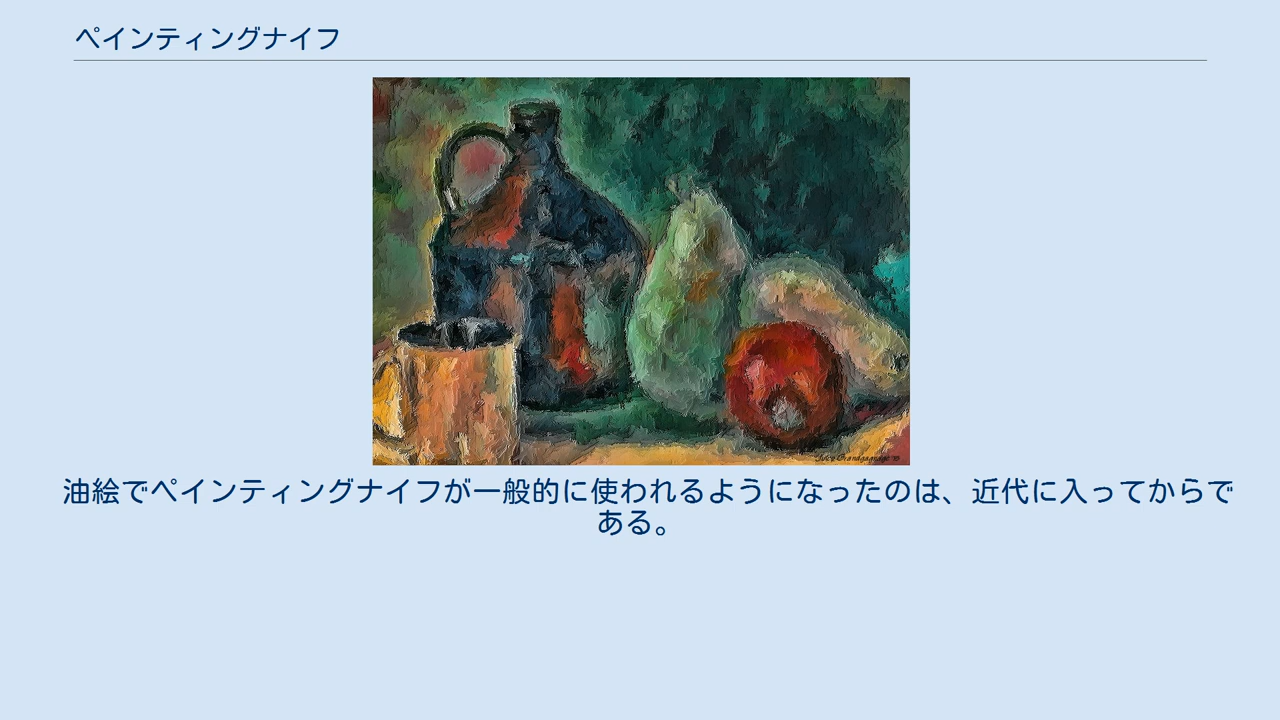 ペインティングナイフ
油絵でペインティングナイフが一般的に使われるようになったのは、近代に入ってからで
ある。